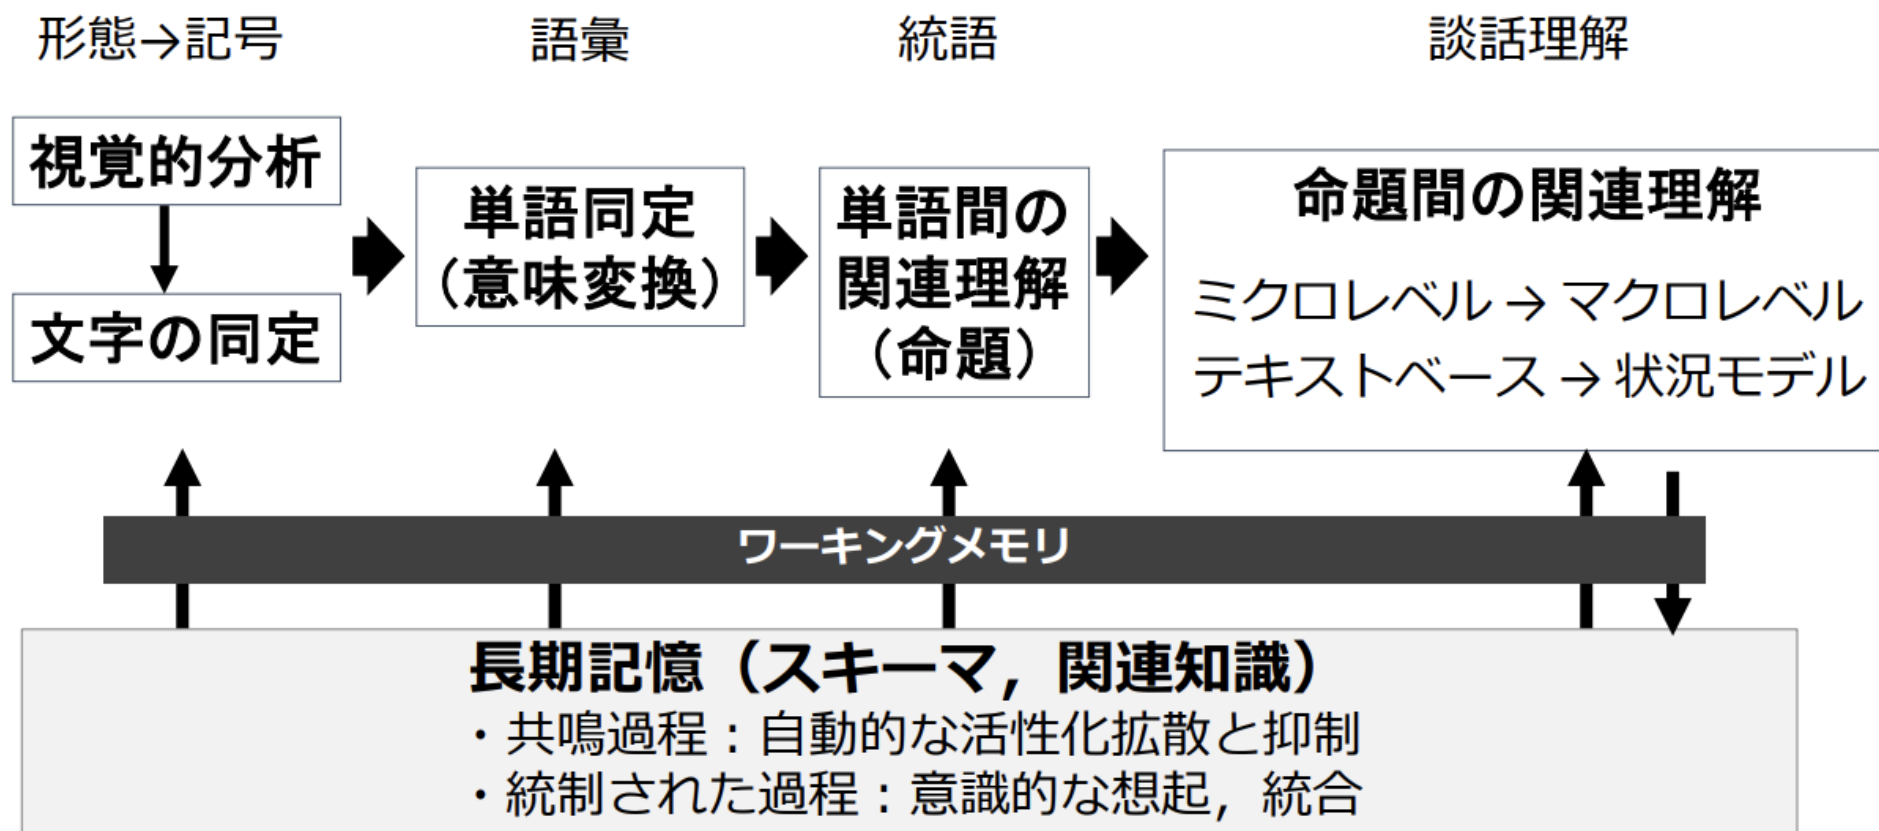 形態→記号
語彙
統語
談話理解
視覚的分析
文字の同定
単語同定
（意味変換）
単語間の
関連理解
（命題）
命題間の関連理解
ミクロレベル → マクロレベル
テキストベース → 状況モデル
ワーキングメモリ
長期記憶（スキーマ，関連知識）
・共鳴過程：自動的な活性化拡散と抑制
・統制された過程：意識的な想起，統合